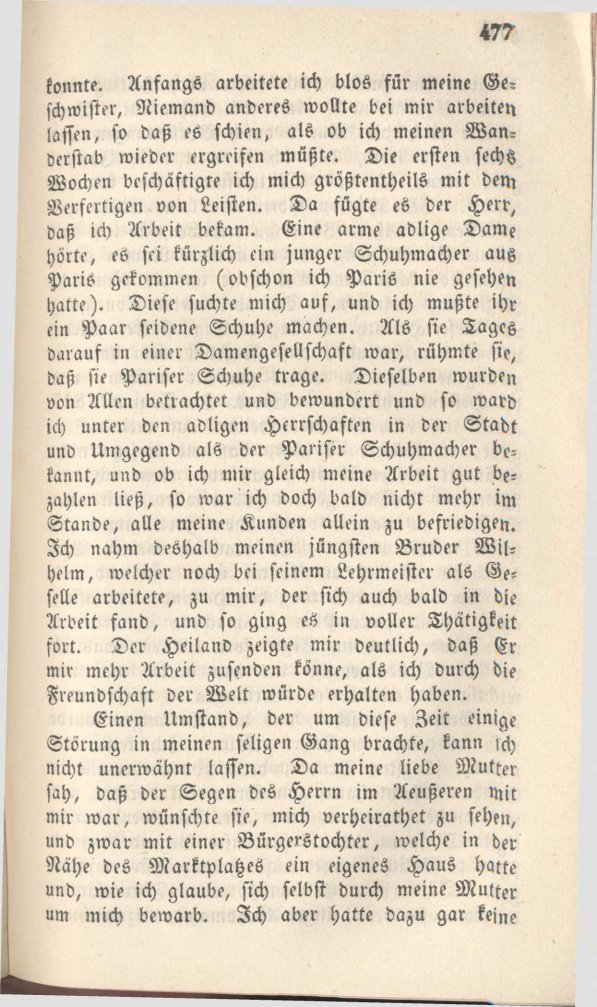 477
konnte. Anfangs arbeitete ich blos für meine Ge-
schwister, Niemand anderes wollte bei mir arbeiten
lassen, so daß es schien, als ob ich meinen Wan-
derstab wieder ergreifen müßte. Die ersten sechs
Wochen beschäftigte ich mich größtentheils mit dem
Verfertigen von Leisten. Da fügte es der Herr,
daß ich Arbeit bekam. Eine arme adlige Dame
hörte, es sei kürzlich ein junger Schuhmacher aus
Paris gekommen (obschon ich Paris nie gesehen
hatte). Diese suchte mich auf, und ich mußte ihr
ein Paar seidene Schuhe machen. Als sie Tages
darauf in einer Damengesellschaft war, rühmte sie,
daß sie Pariser Schuhe trage. Dieselben wurden
von Allen betrachtet und bewundert und so ward
ich unter den adligen Herrschaften in der Stadt
und Umgegend als der Pariser Schuhmacher be-
kannt, und ob ich mir gleich meine Arbeit gut be-
zahlen ließ, so war ich doch bald nicht mehr im
Stande, alle meine Kunden allein zu befriedigen.
Ich nahm deshalb meinen jüngsten Bruder Wil-
helm, welcher noch bei seinem Lehrmeister als Ge-
selle arbeitete, zu mir, der sich auch bald in die
Arbeit fand, und so ging es in voller Thätigkeit
fort. Der Heiland zeigte mir deutlich, daß Er
mir mehr Arbeit zusenden könne, als ich durch die
Freundschaft der Welt würde erhalten haben.
Einen Umstand, der um diese Zeit einige
Störung in meinen seligen Gang brachte, kann ich
nicht unerwähnt lassen. Da meine liebe Mutter
sah, daß der Segen des Herrn im Aeußeren mit
mir war, wünschte sie, mich verheirathet zu sehen,
und zwar mit einer Bürgerstochter, welche in der
Nähe des Marktplatzes ein eigenes Haus hatte
und, wie ich glaube, sich selbst durch meine Mutter
um mich bewarb. Ich aber hatte dazu gar keine